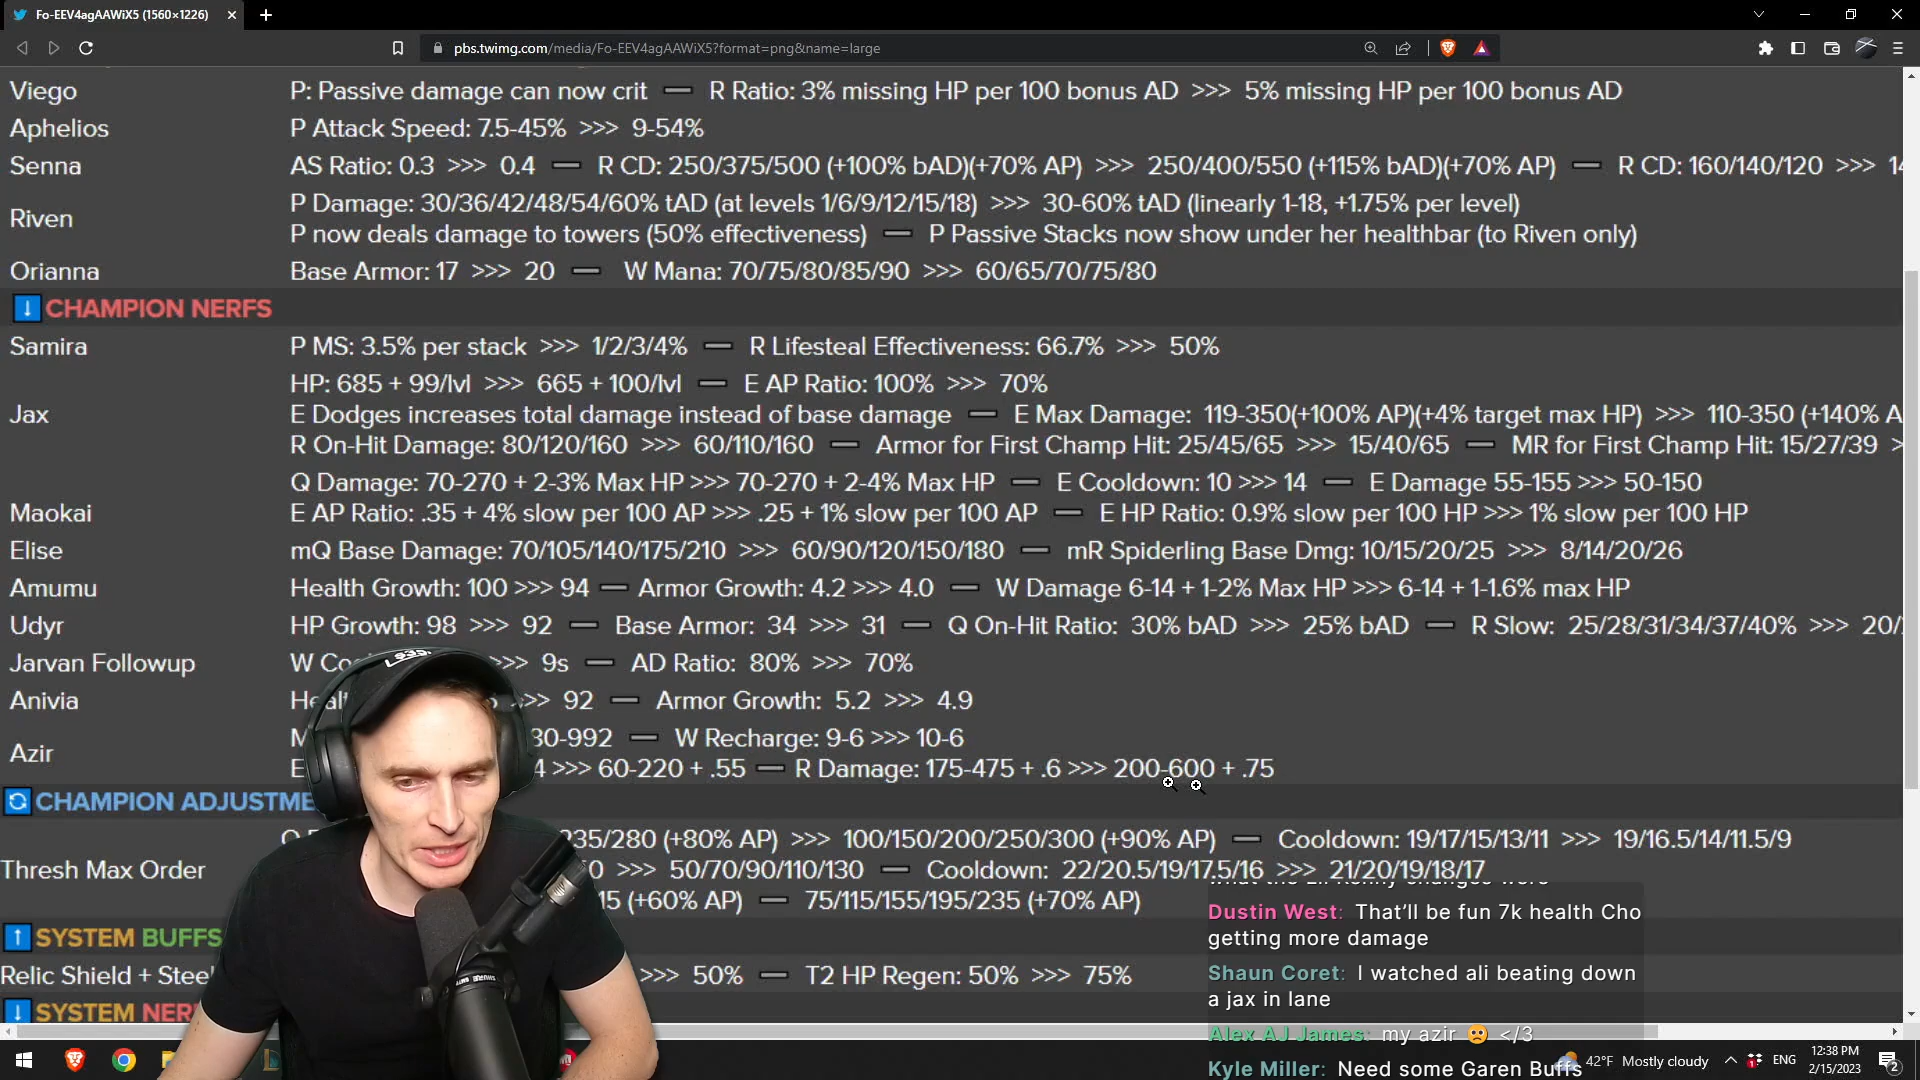 Fo-EEV4agAAWiX5 (1560×1226)
pbs.twimg.com/media/Fo-EEV4agAAWiX5?format=png&name=large
Viego P: Passive damage can now crit — R Ratio: 3% missing HP per 100 bonus AD >>> 5% missing HP per 100 bonus AD
Aphelios P Attack Speed: 7.5-45% >>> 9-54%
Senna AS Ratio: 0.3 >>> 0.4 — R CD: 250/375/500 (+100% bAD)(+70% AP) >>> 250/400/550 (+115% bAD)(+70% AP) — R CD: 160/140/120 >>>
Riven P Damage: 30/36/42/48/54/60% tAD (at levels 1/6/9/12/15/18) >>> 30-60% tAD (linearly 1-18, +1.75% per level)
P now deals damage to towers (50% effectiveness) — P Passive Stacks now show under her healthbar (to Riven only)
Orianna Base Armor: 17 >>> 20 — W Mana: 70/75/80/85/90 >>> 60/65/70/75/80
CHAMPION NERFS
Samira P MS: 3.5% per stack >>> 1/2/3/4% — R Lifesteal Effectiveness: 66.7% >>> 50%
HP: 685 + 99/lvl >>> 665 + 100/lvl — E AP Ratio: 100% >>> 70%
Jax E Dodges increases total damage instead of base damage — E Max Damage: 119-350(+100% AP)(+4% target max HP) >>> 110-350 (+140% A
R On-Hit Damage: 80/120/160 >>> 60/110/160 — Armor for First Champ Hit: 25/45/65 >>> 15/40/65 — MR for First Champ Hit: 15/27/39 >
Q Damage: 70-270 + 2-3% Max HP >>> 70-270 + 2-4% Max HP — E Cooldown: 10 >>> 14 — E Damage 55-155 >>> 50-150
Maokai E AP Ratio: .35 + 4% slow per 100 AP >>> .25 + 1% slow per 100 AP — E HP Ratio: 0.9% slow per 100 HP >>> 1% slow per 100 HP
Elise mQ Base Damage: 70/105/140/175/210 >>> 60/90/120/150/180 — mR Spiderling Base Dmg: 10/15/20/25 >>> 8/14/20/26
Amumu Health Growth: 100 >>> 94 — Armor Growth: 4.2 >>> 4.0 — W Damage 6-14 + 1-2% Max HP >>> 6-14 + 1-1.6% max HP
Udyr HP Growth: 98 >>> 92 — Base Armor: 34 >>> 31 — Q On-Hit Ratio: 30% bAD >>> 25% bAD — R Slow: 25/28/31/34/37/40% >>> 20/
Jarvan Followup W Co >>> 9s — AD Ratio: 80% >>> 70%
Anivia Heal >>> 92 — Armor Growth: 5.2 >>> 4.9
M 30-992 — W Recharge: 9-6 >>> 10-6
Azir
E 4 >>> 60-220 + .55 — R Damage: 175-475 + .6 >>> 200-600 + .75
CHAMPION ADJUSTME
235/280 (+80% AP) >>> 100/150/200/250/300 (+90% AP) — Cooldown: 19/17/15/13/11 >>> 19/16.5/14/11.5/9
Thresh Max Order 0 >>> 50/70/90/110/130 — Cooldown: 22/20.5/19/17.5/16 >>> 21/20/19/18/17
15 (+60% AP) — 75/115/155/195/235 (+70% AP)
SYSTEM BUFFS
Relic Shield + Steel >>> 50% — T2 HP Regen: 50% >>> 75%
SYSTEM NER
Dustin West: That'll be fun 7k health Cho
getting more damage
Shaun Coret: I watched ali beating down
a jax in lane
Alex AJ James: my azir 🙁 </3
Kyle Miller: Need some Garen Buffs
42°F Mostly cloudy ENG 12:38 PM
2/15/2023 2